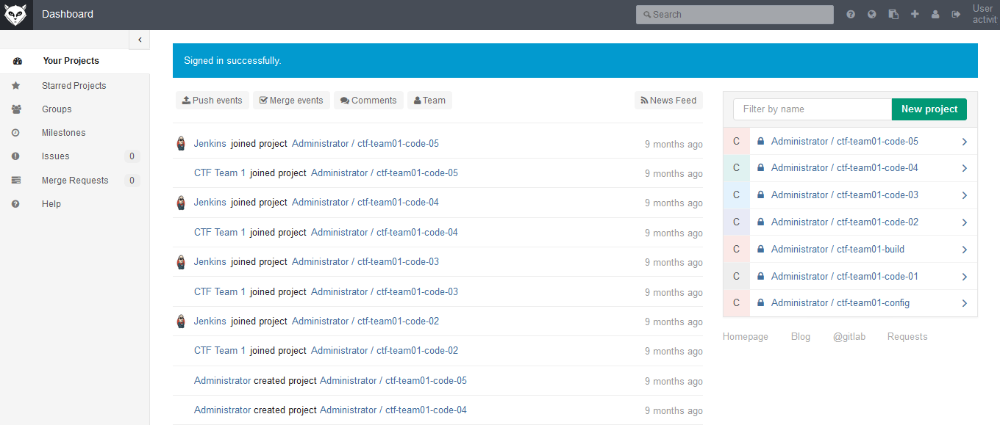 Dashboard
Search
User
activit
Your Projects
Starred Projects
Groups
Milestones
Issues 0
Merge Requests 0
Help
Signed in successfully.
Push events Merge events Comments Team News Feed
Jenkins joined project Administrator / ctf-team01-code-05 9 months ago
CTF Team 1 joined project Administrator / ctf-team01-code-05 9 months ago
Jenkins joined project Administrator / ctf-team01-code-04 9 months ago
CTF Team 1 joined project Administrator / ctf-team01-code-04 9 months ago
Jenkins joined project Administrator / ctf-team01-code-03 9 months ago
CTF Team 1 joined project Administrator / ctf-team01-code-03 9 months ago
Jenkins joined project Administrator / ctf-team01-code-02 9 months ago
CTF Team 1 joined project Administrator / ctf-team01-code-02 9 months ago
Administrator created project Administrator / ctf-team01-code-05 9 months ago
Administrator created project Administrator / ctf-team01-code-04 9 months ago
Filter by name New project
C Administrator / ctf-team01-code-05
C Administrator / ctf-team01-code-04
C Administrator / ctf-team01-code-03
C Administrator / ctf-team01-code-02
C Administrator / ctf-team01-build
C Administrator / ctf-team01-code-01
C Administrator / ctf-team01-config
Homepage Blog @gitlab Requests